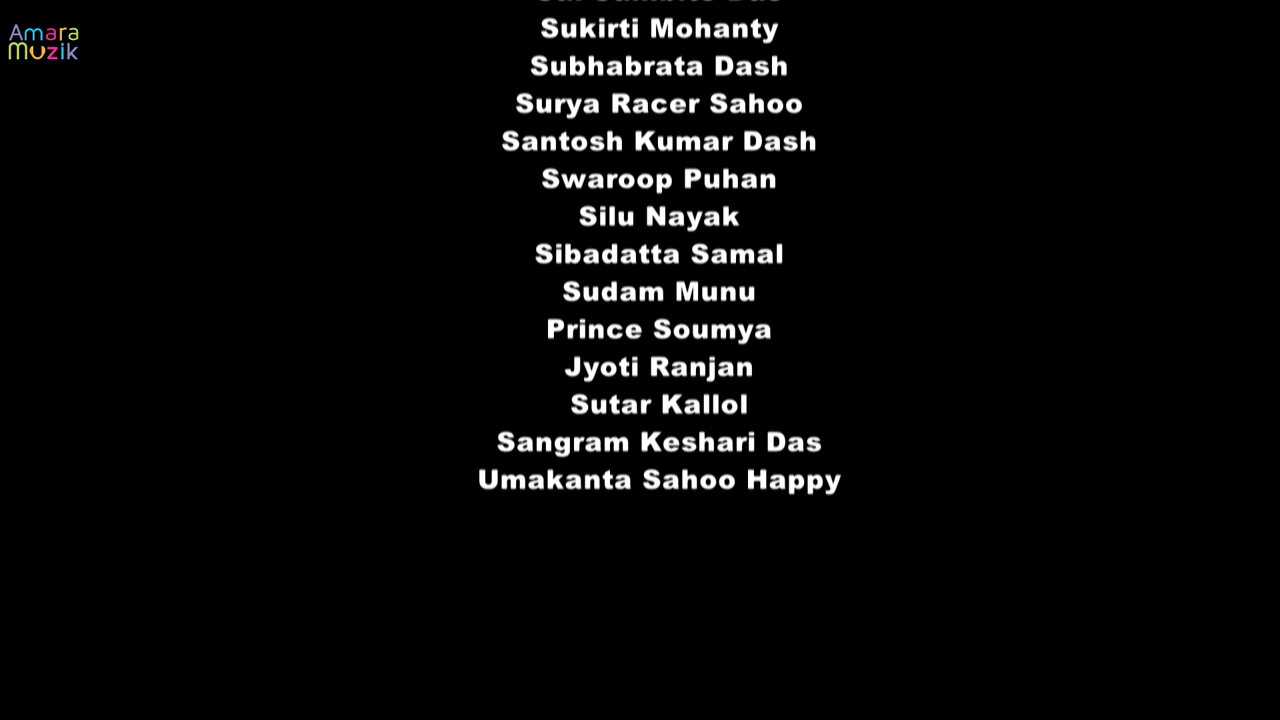 Amara
Muzik
Das
Sukirti Mohanty
Subhabrata Dash
Surya Racer Sahoo
Santosh Kumar Dash
Swaroop Puhan
Silu Nayak
Sibadatta Samal
Sudam Munu
Prince Soumya
Jyoti Ranjan
Sutar Kallol
Sangram Keshari Das
Umakanta Sahoo Happy